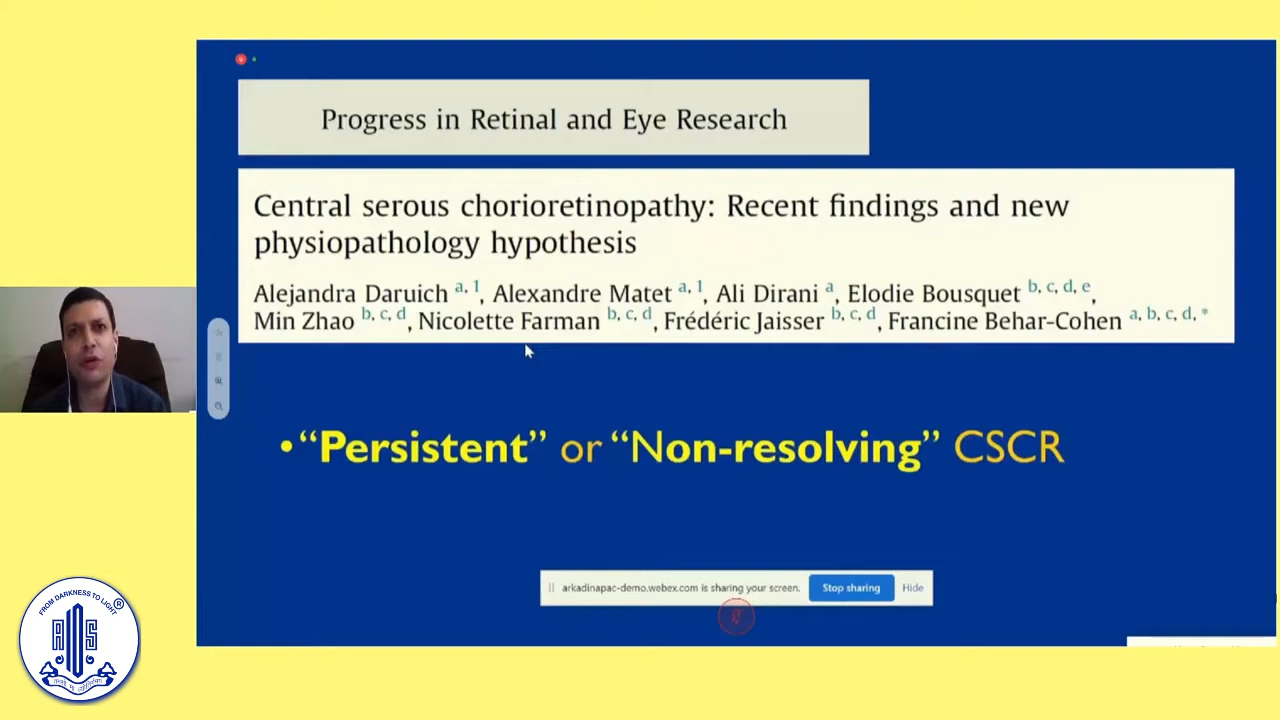 Progress in Retinal and Eye Research
Central serous chorioretinopathy: Recent findings and new
physiopathology hypothesis
Alejandra Daruich a, 1, Alexandre Matet a, 1, Ali Dirani a, Elodie Bousquet b, c, d, e,
Min Zhao b, c, d, Nicolette Farman b, c, d, Frédéric Jaisser b, c, d, Francine Behar-Cohen a, b, c, d, *
•“Persistent” or “Non-resolving” CSCR
arkadinapac-demo.webex.com is sharing your screen.
Stop sharing
Hide
FROM DARKNESS TO LIGHT
®
AIOS